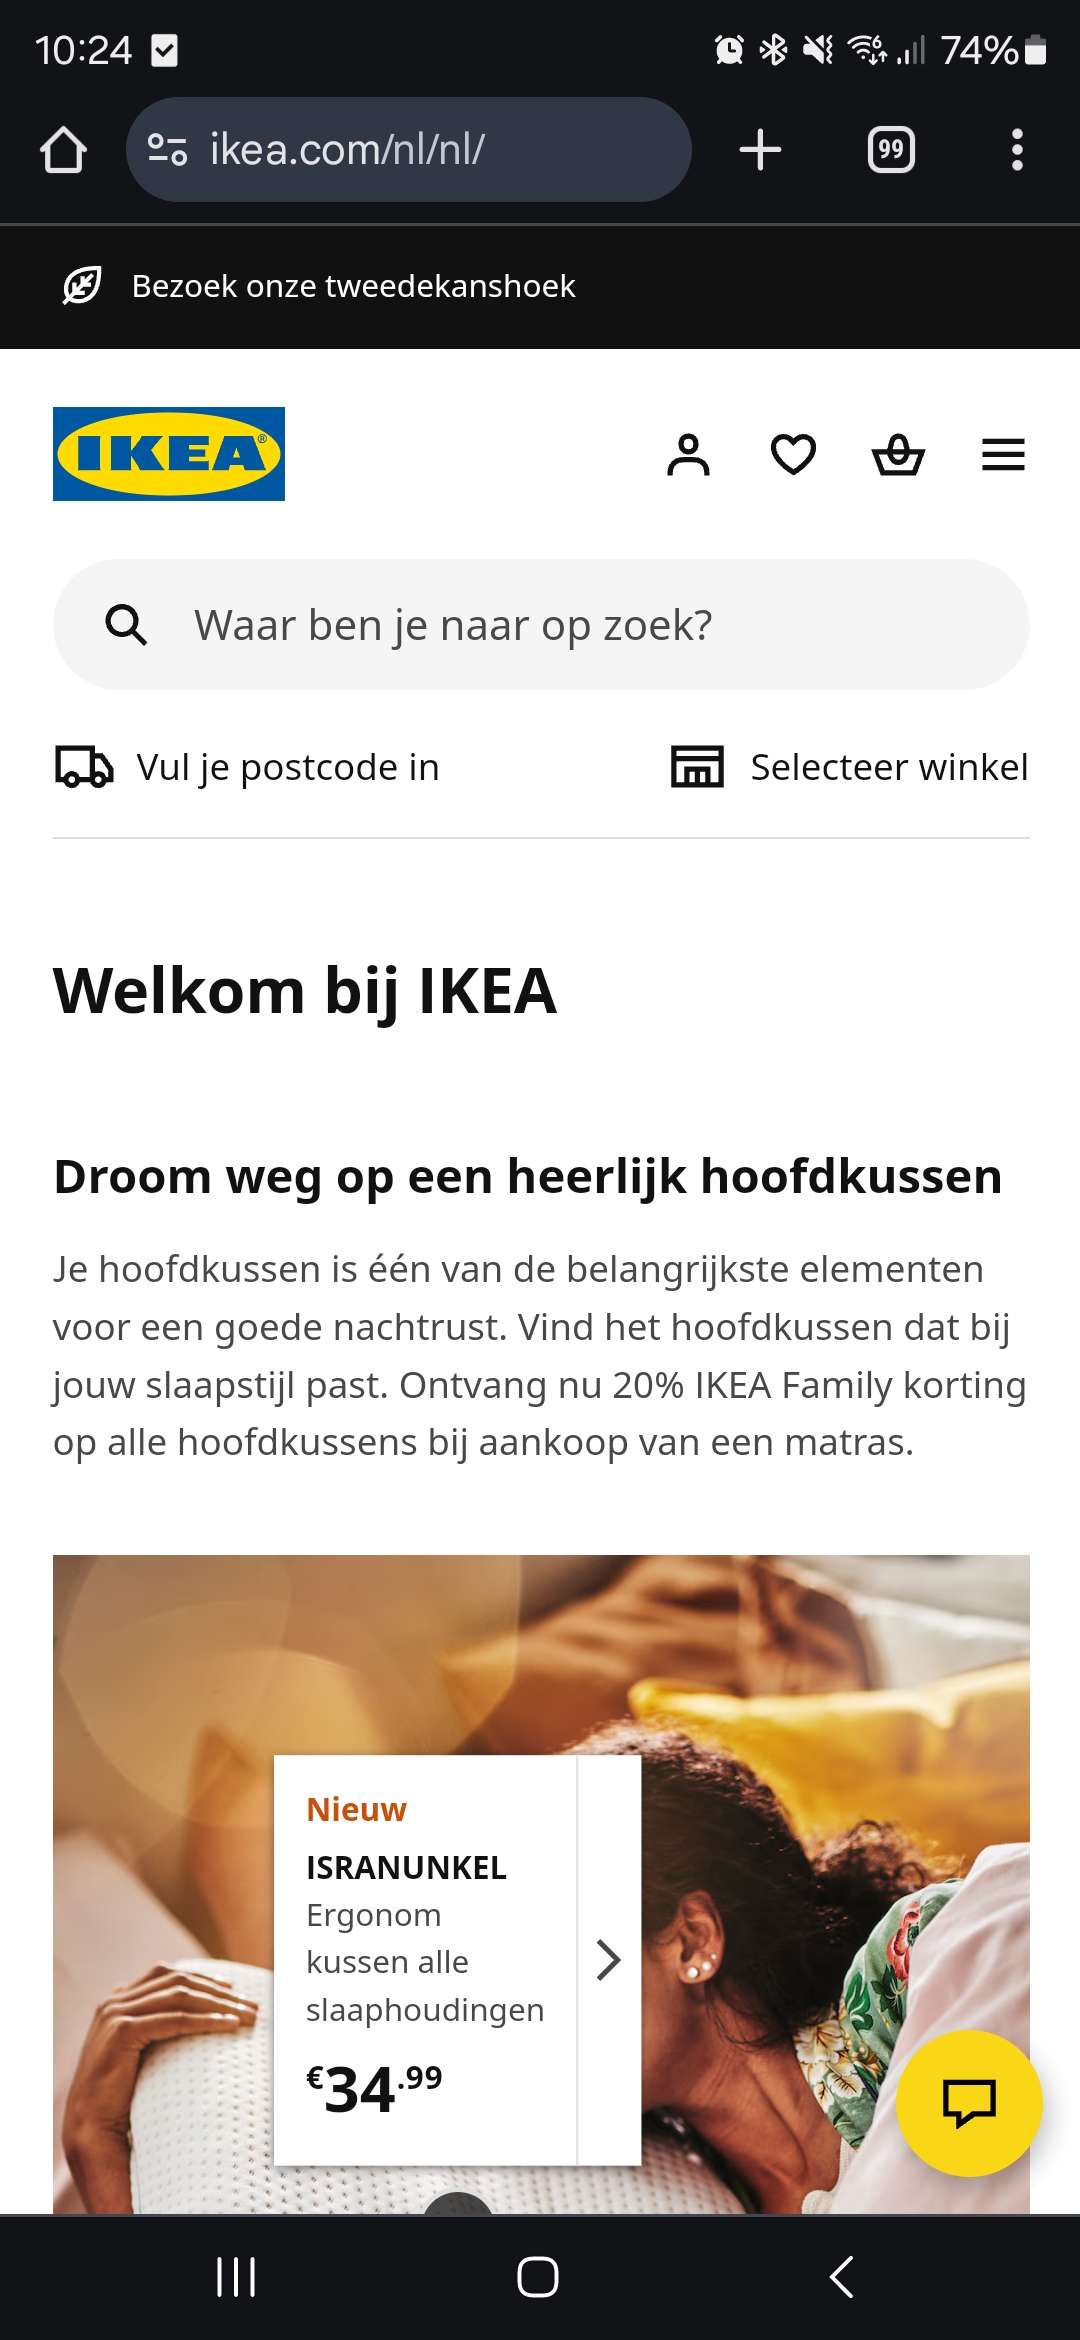 10:24
74%
ikea.com/nl/nl/
99
Bezoek onze tweedekanshoek
IKEA®
Waar ben je naar op zoek?
Vul je postcode in
Selecteer winkel
Welkom bij IKEA
Droom weg op een heerlijk hoofdkussen
Je hoofdkussen is één van de belangrijkste elementen
voor een goede nachtrust. Vind het hoofdkussen dat bij
jouw slaapstijl past. Ontvang nu 20% IKEA Family korting
op alle hoofdkussens bij aankoop van een matras.
Nieuw
ISRANUNKEL
Ergonom
kussen alle
slaaphoudingen
€34.99